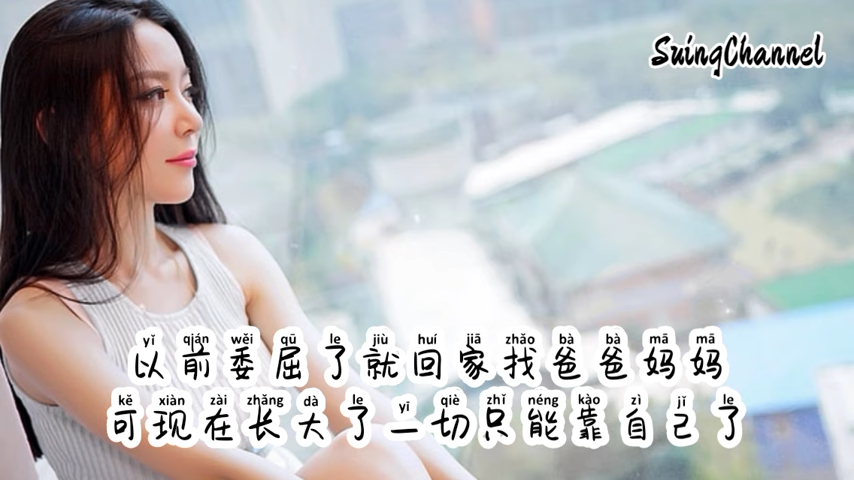 SuingChannel
yǐ qián wěi qū le jiù huí jiā zhǎo bà bà mā mā
以前委屈了就回家找爸爸妈妈
kě xiàn zài zhǎng dà le yī qiè zhǐ néng kào zì jǐ le
可现在长大了一切只能靠自己了